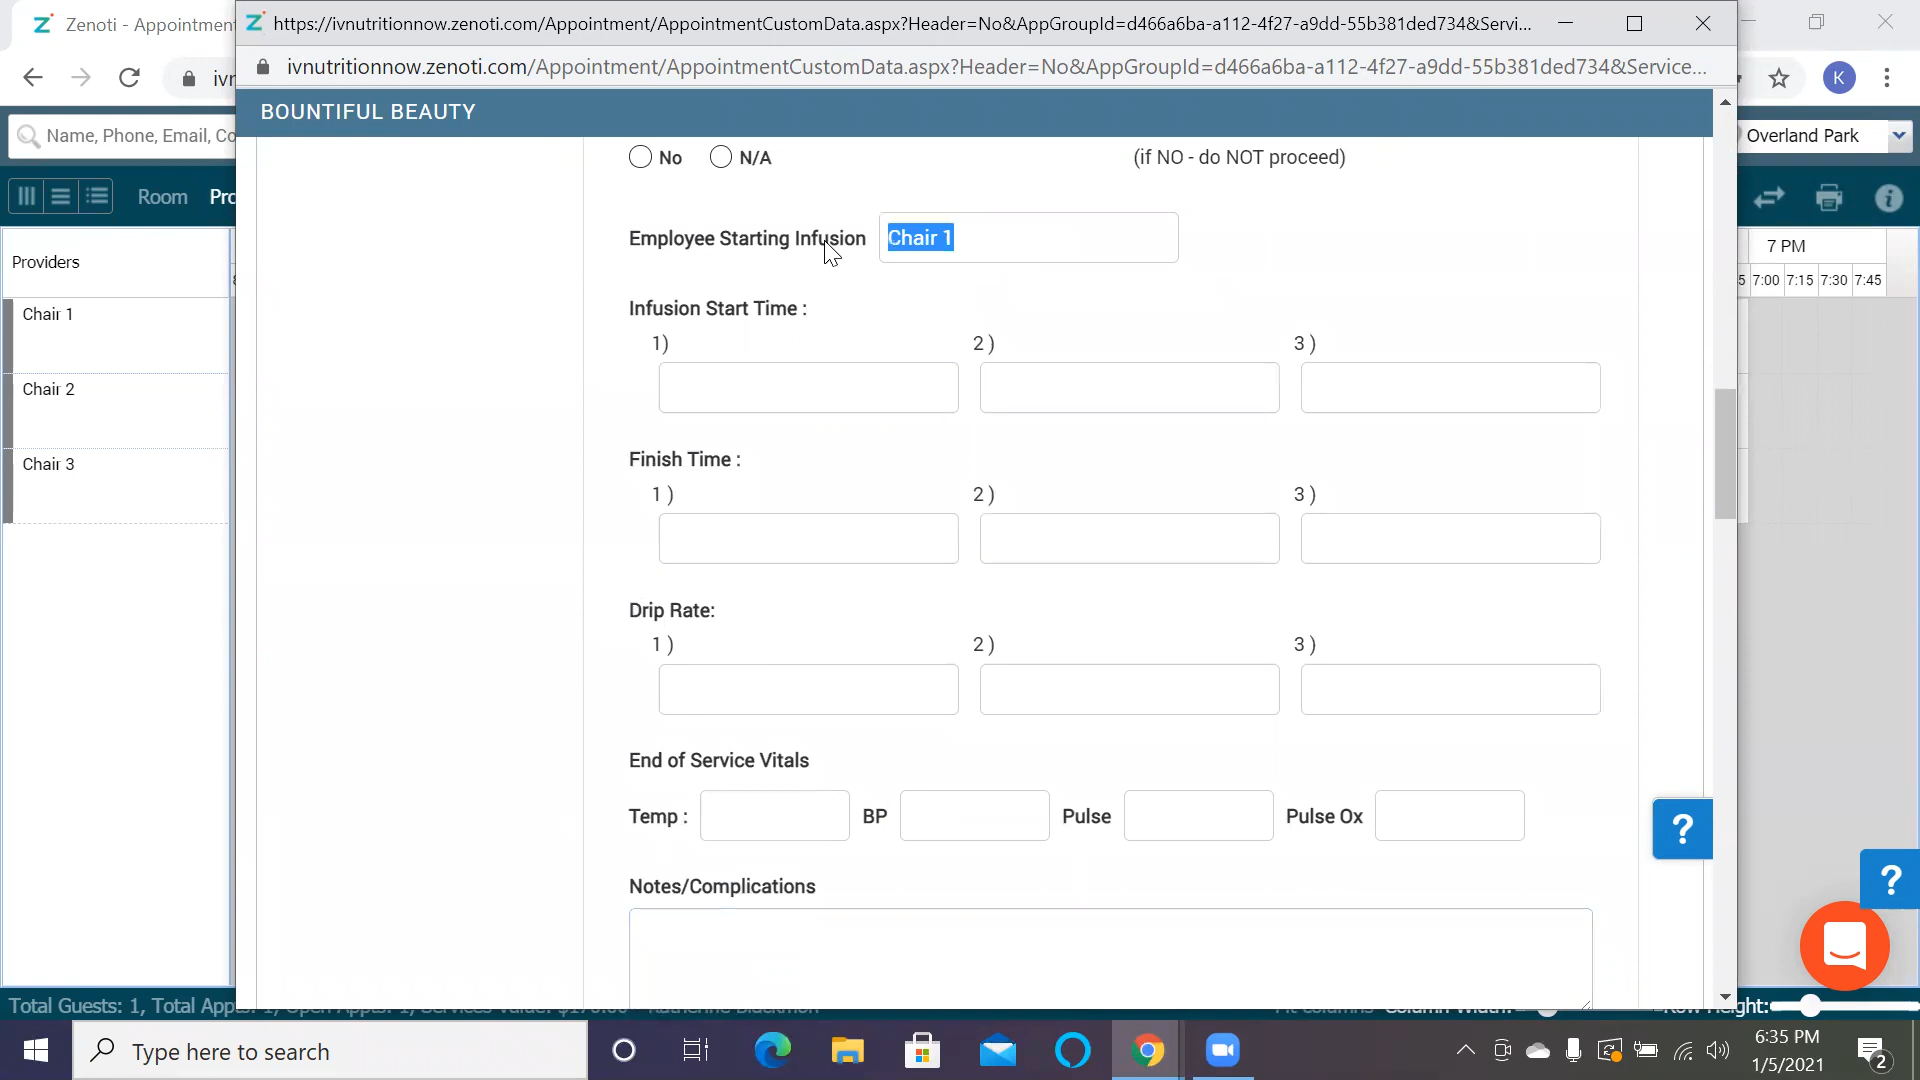 Zenoti - Appointmen
https://ivnutritionnow.zenoti.com/Appointment/AppointmentCustomData.aspx?Header=No&AppGroupId=d466a6ba-a112-4f27-a9dd-55b381ded734&Servi...
ivn
ivnutritionnow.zenoti.com/Appointment/AppointmentCustomData.aspx?Header=No&AppGroupId=d466a6ba-a112-4f27-a9dd-55b381ded734&Service...
K
Name, Phone, Email, Co
BOUNTIFUL BEAUTY
Overland Park
No N/A (if NO - do NOT proceed)
Room Pro
Employee Starting Infusion Chair 1
Providers
7 PM
5 7:00 7:15 7:30 7:45
Chair 1
Chair 2
Chair 3
Infusion Start Time :
1) 2 ) 3 )
Finish Time :
1 ) 2 ) 3 )
Drip Rate:
1 ) 2 ) 3 )
End of Service Vitals
Temp : BP Pulse Pulse Ox
Notes/Complications
?
?
Total Guests: 1, Total App
Height:
Type here to search
6:35 PM
1/5/2021
2